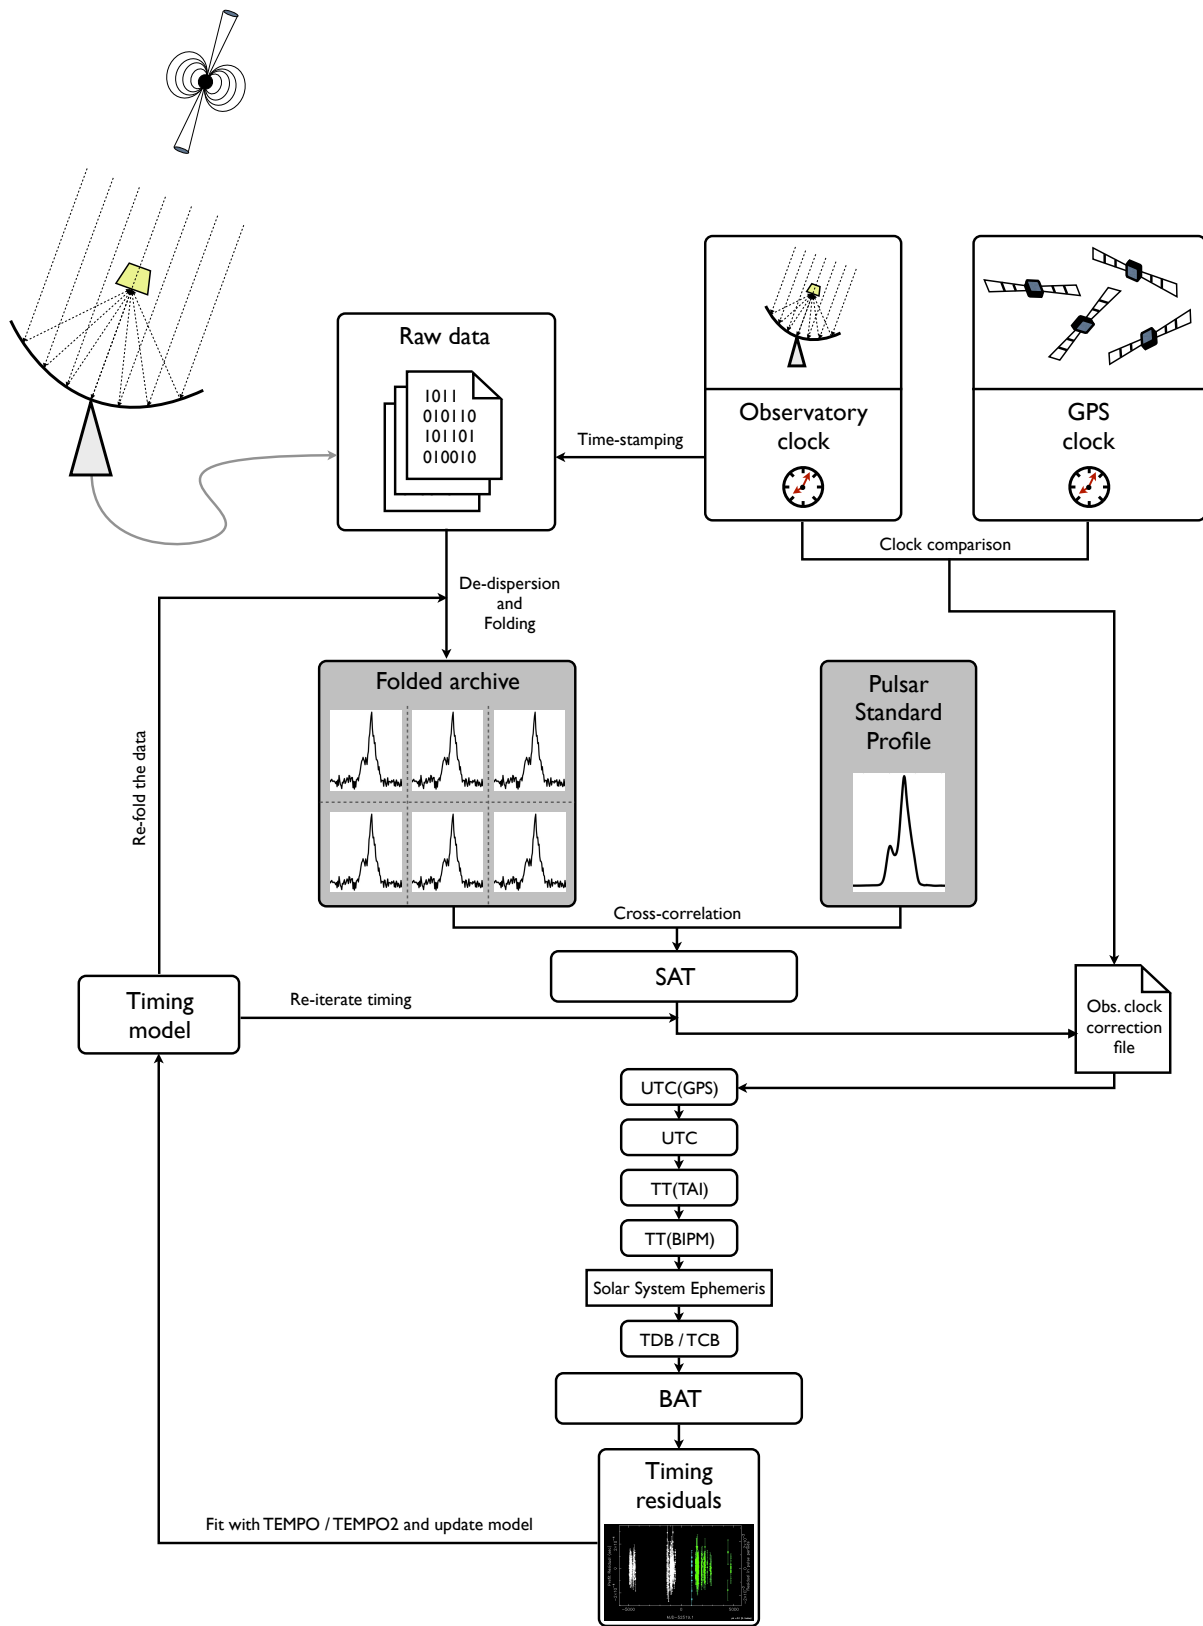 Raw data
1011
010110
101101
010010
Time-stamping
Observatory
clock
GPS
clock
Clock comparison
De-dispersion
and
Folding
Re-fold the data
Folded archive
Pulsar
Standard
Profile
Cross-correlation
SAT
Timing
model
Re-iterate timing
Obs. clock
correction
file
UTC(GPS)
UTC
TT(TAI)
TT(BIPM)
Solar System Ephemeris
TDB / TCB
BAT
Timing
residuals
Fit with TEMPO / TEMPO2 and update model
-5000
0
5000